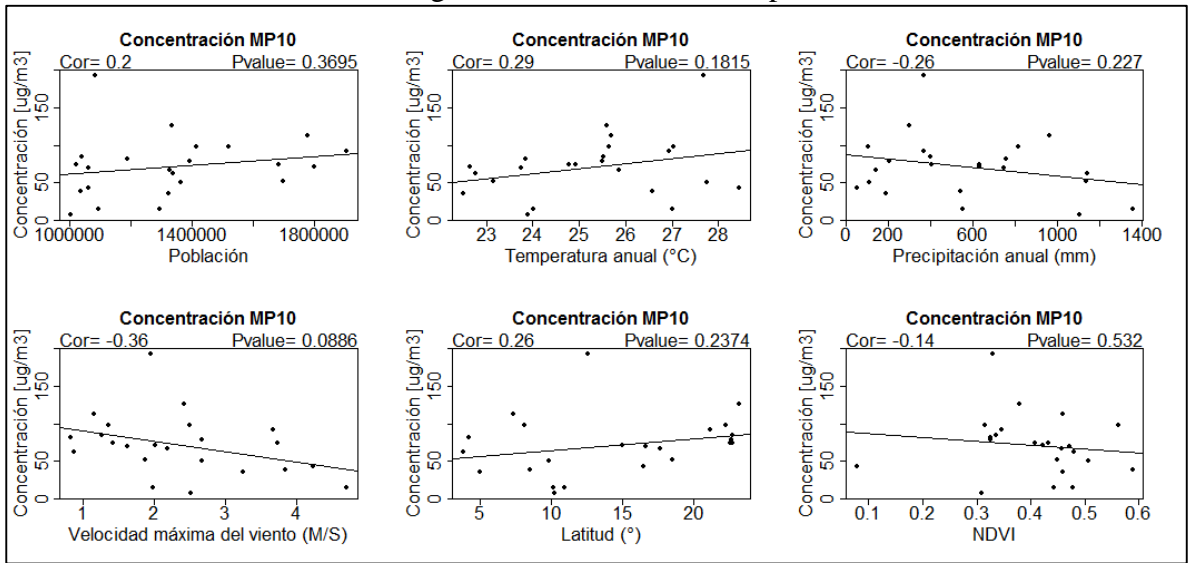 Concentración MP10
Cor= 0.2 Pvalue= 0.3695
Concentración [ug/m3]
0 50 150
1000000 1400000 1800000
Población
Concentración MP10
Cor= 0.29 Pvalue= 0.1815
Concentración [ug/m3]
0 50 150
23 24 25 26 27 28
Temperatura anual (°C)
Concentración MP10
Cor= -0.26 Pvalue= 0.227
Concentración [ug/m3]
0 50 150
0 200 600 1000 1400
Precipitación anual (mm)
Concentración MP10
Cor= -0.36 Pvalue= 0.0886
Concentración [ug/m3]
0 50 150
1 2 3 4
Velocidad máxima del viento (M/S)
Concentración MP10
Cor= 0.26 Pvalue= 0.2374
Concentración [ug/m3]
0 50 150
5 10 15 20
Latitud (°)
Concentración MP10
Cor= -0.14 Pvalue= 0.532
Concentración [ug/m3]
0 50 150
0.1 0.2 0.3 0.4 0.5 0.6
NDVI